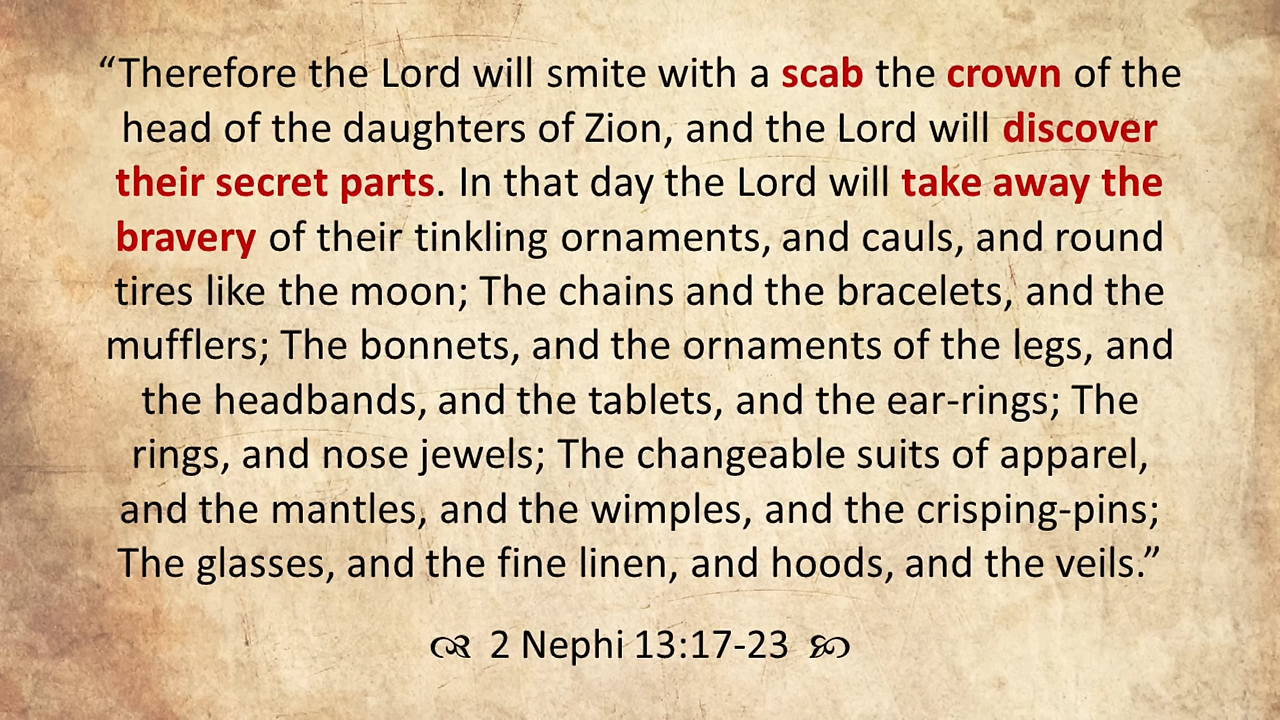 “Therefore the Lord will smite with a scab the crown of the
head of the daughters of Zion, and the Lord will discover
their secret parts. In that day the Lord will take away the
bravery of their tinkling ornaments, and cauls, and round
tires like the moon; The chains and the bracelets, and the
mufflers; The bonnets, and the ornaments of the legs, and
the headbands, and the tablets, and the ear-rings; The
rings, and nose jewels; The changeable suits of apparel,
and the mantles, and the wimples, and the crisping-pins;
The glasses, and the fine linen, and hoods, and the veils.”
2 Nephi 13:17-23